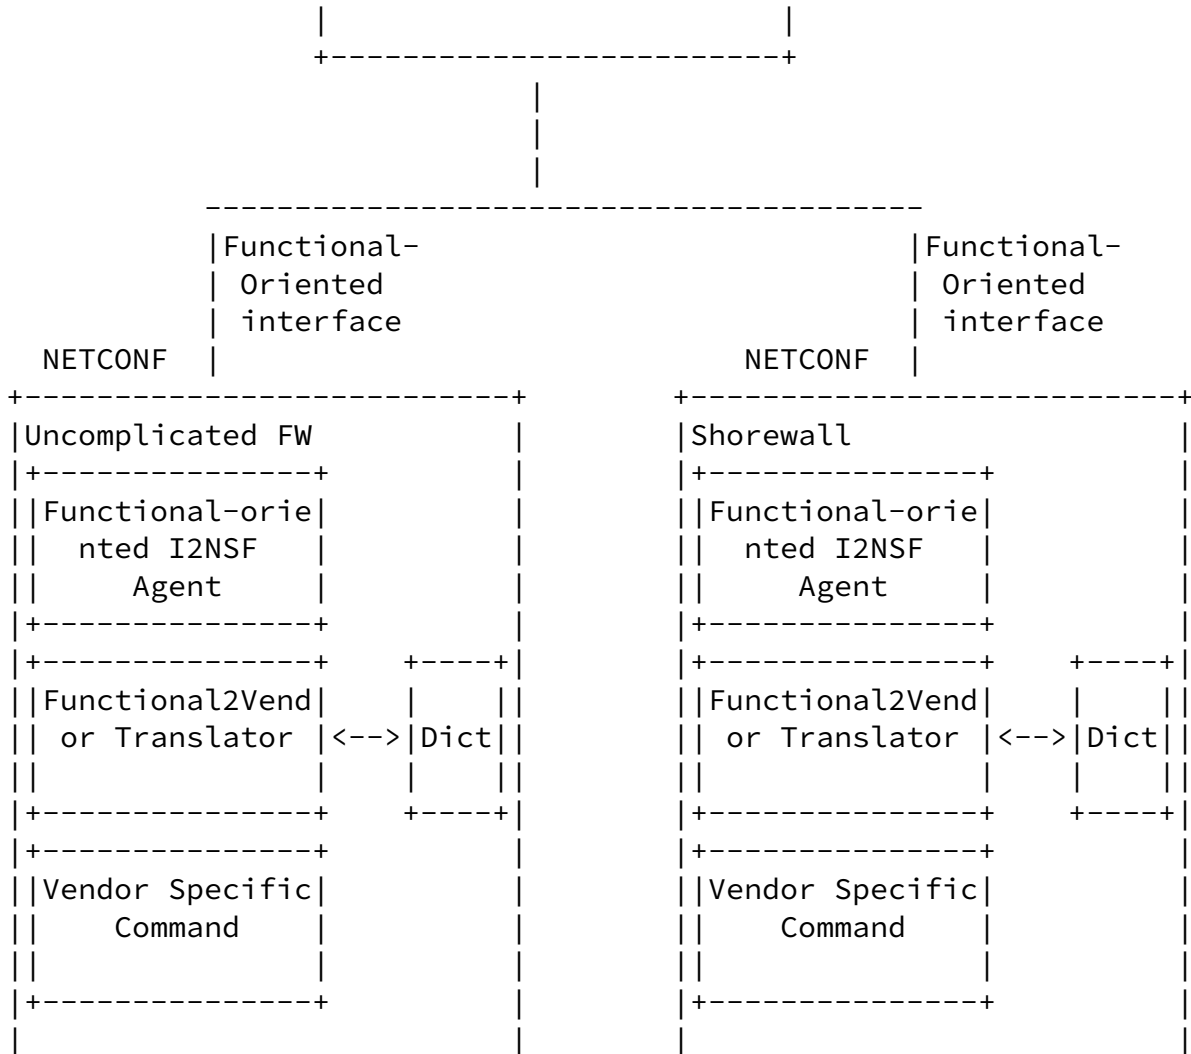 Functional- Functional-
Oriented Oriented
interface interface
NETCONF NETCONF
Uncomplicated FW Shorewall
Functional-orie Functional-orie
nted I2NSF nted I2NSF
Agent Agent
Functional2Vend Functional2Vend
or Translator <--> Dict or Translator <--> Dict
Vendor Specific Vendor Specific
Command Command